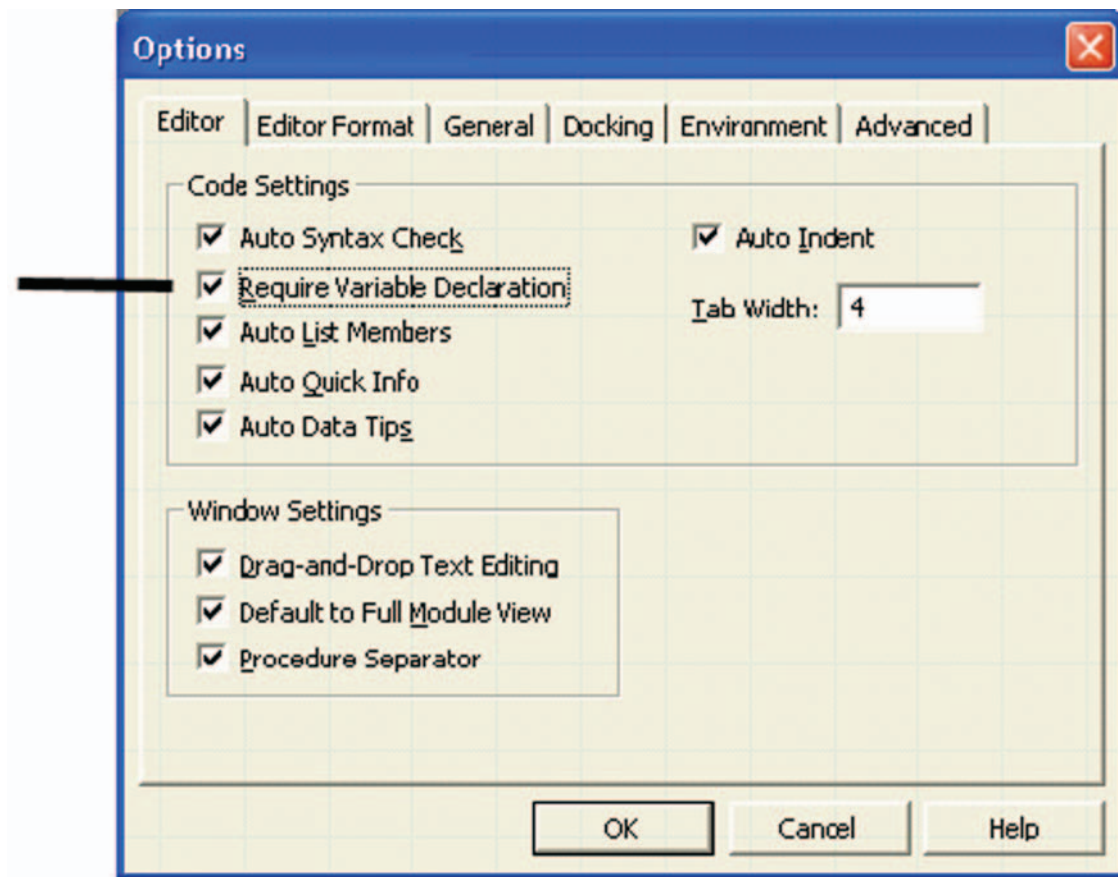 Options
Editor Editor Format General Docking Environment Advanced
Code Settings
Auto Syntax Check
Auto Indent
Require Variable Declaration
Tab Width: 4
Auto List Members
Auto Quick Info
Auto Data Tips
Window Settings
Drag-and-Drop Text Editing
Default to Full Module View
Procedure Separator
OK Cancel Help